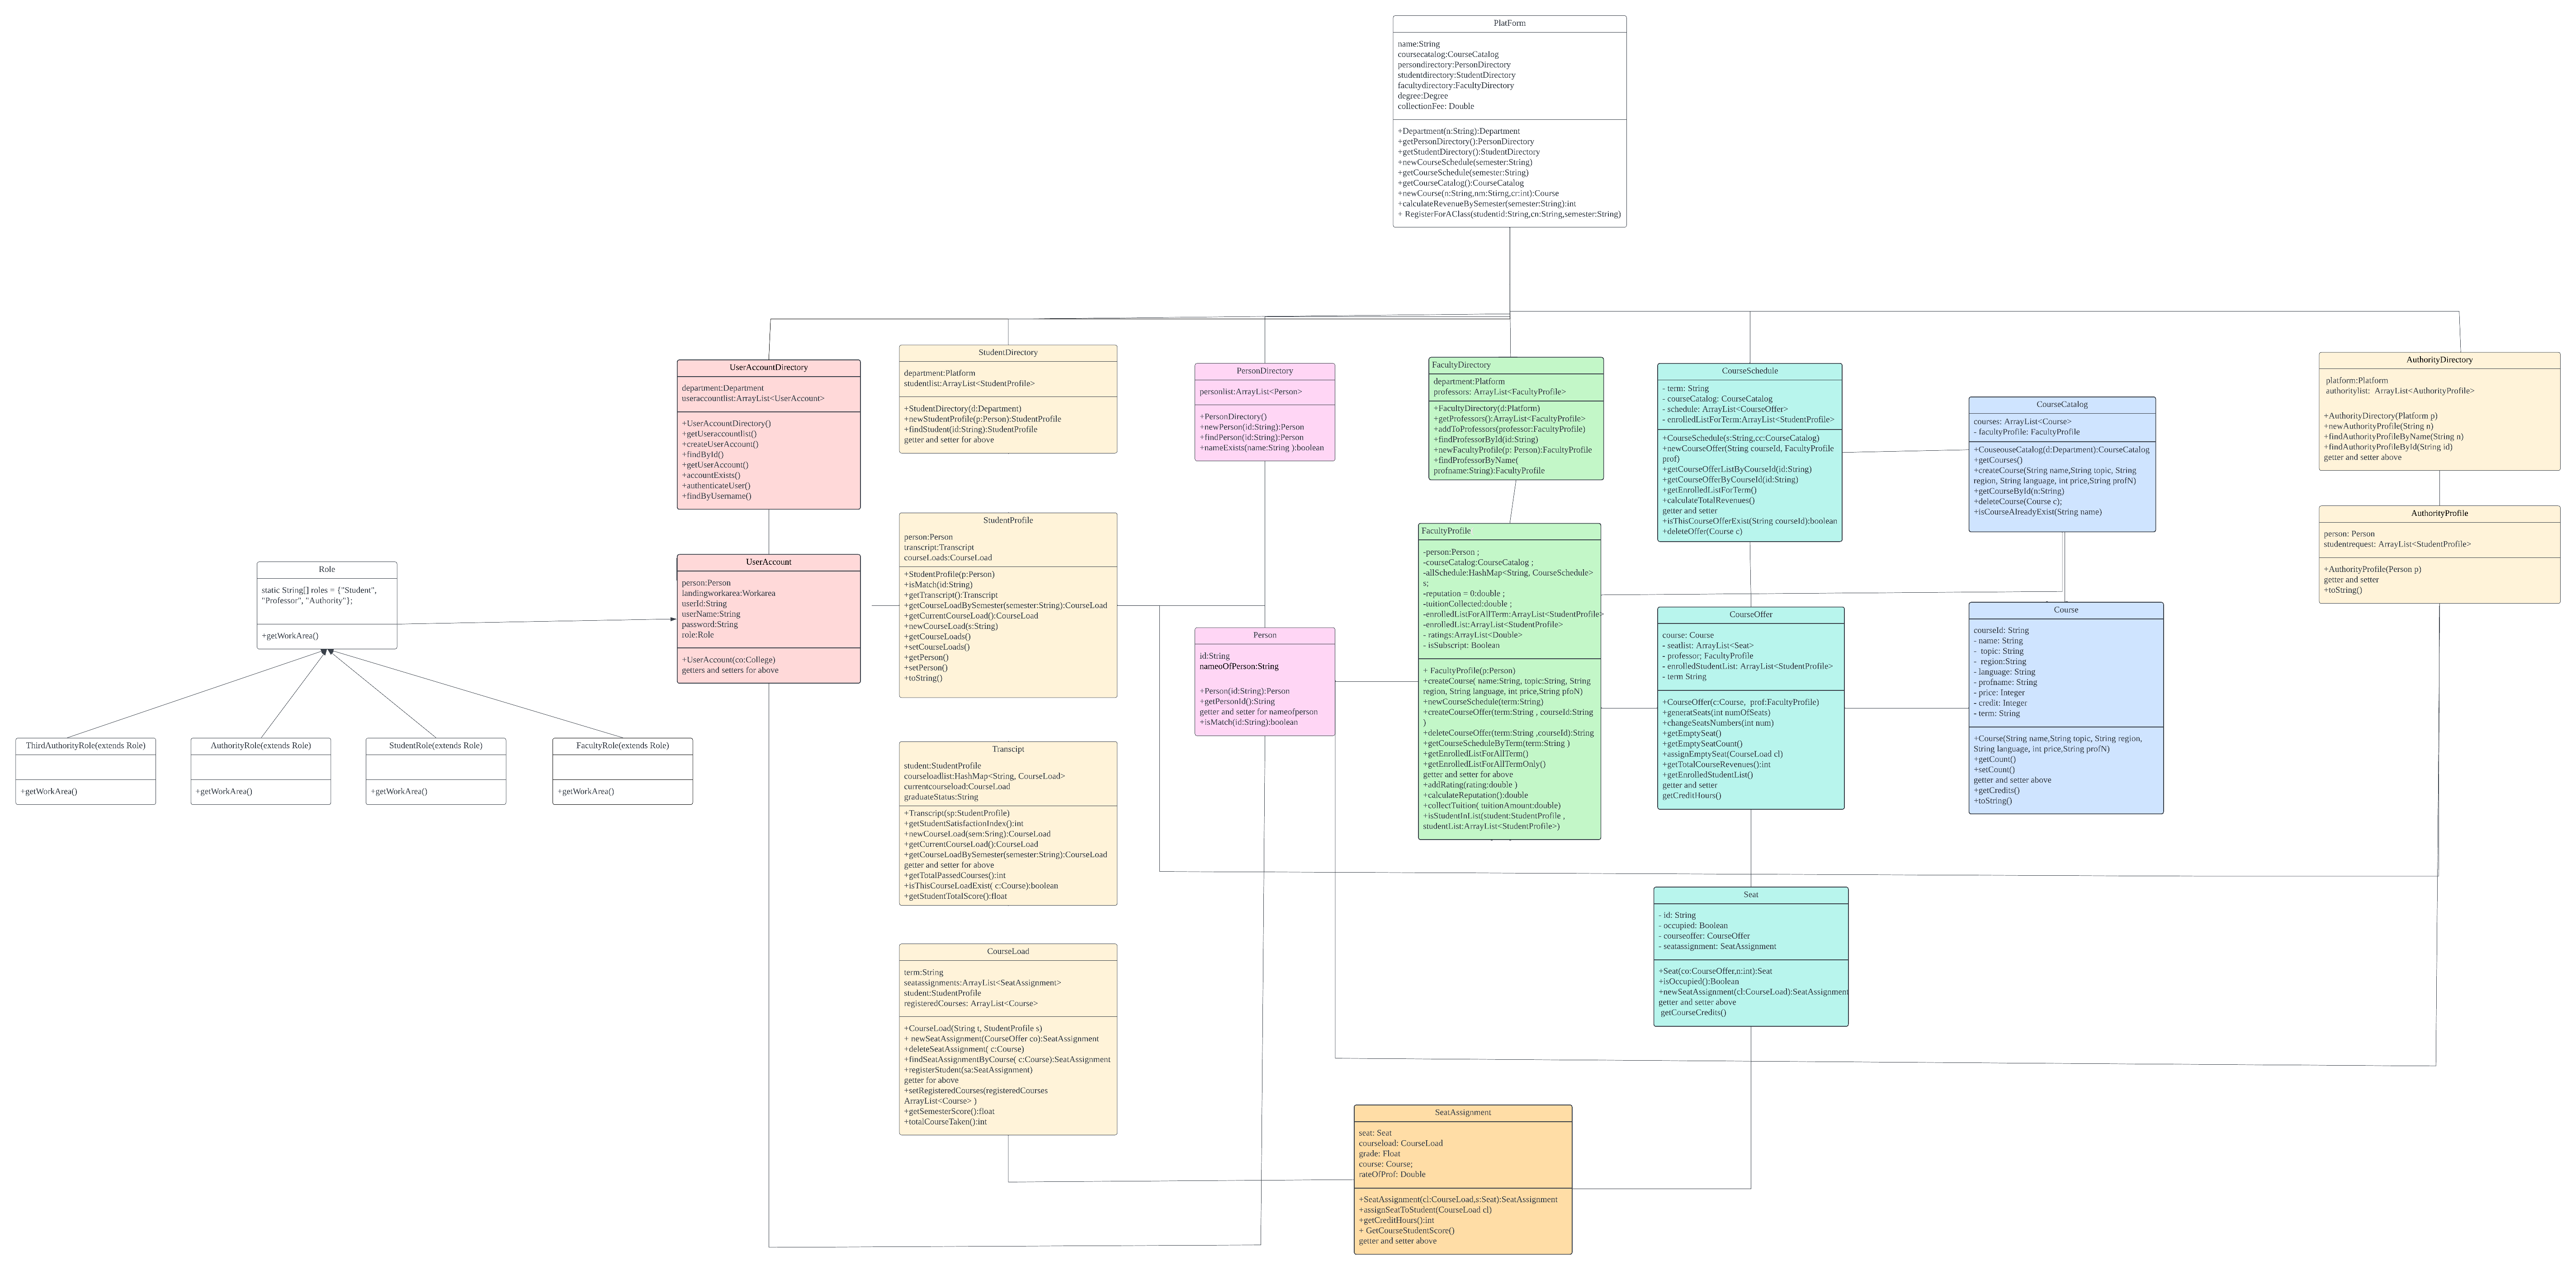 PlatForm
name:String
coursecatalog:CourseCatalog
persondirectory:PersonDirectory
studentdirectory:StudentDirectory
facultydirectory:FacultyDirectory
degree:Degree
collectionFee: Double
+Department(n:String):Department
+getPersonDirectory():PersonDirectory
+getStudentDirectory():StudentDirectory
+newCourseSchedule(semester:String)
+getCourseSchedule(semester:String)
+getCourseCatalog():CourseCatalog
+newCourse(n:String,nm:Stirng,cr:int):Course
+calculateRevenueBySemester(semester:String):int
+ RegisterForAClass(studentid:String,cn:String,semester:String)
UserAccountDirectory
department:Department
useraccountlist:ArrayList<UserAccount>
+UserAccountDirectory()
+getUseraccountlist()
+createUserAccount()
+findById()
+getUserAccount()
+accountExists()
+authenticateUser()
+findByUsername()
StudentDirectory
department:Platform
studentlist:ArrayList<StudentProfile>
+StudentDirectory(d:Department)
+newStudentProfile(p:Person):StudentProfile
+findStudent(id:String):StudentProfile
getter and setter for above
PersonDirectory
personlist:ArrayList<Person>
+PersonDirectory()
+newPerson(id:String):Person
+findPerson(id:String):Person
+nameExists(name:String ):boolean
FacultyDirectory
department:Platform
professors: ArrayList<FacultyProfile>
+FacultyDirectory(d:Platform)
+getProfessors():ArrayList<FacultyProfile>
+addToProfessors(professor:FacultyProfile)
+findProfessorById(id:String)
+newFacultyProfile(p: Person):FacultyProfile
+findProfessorByName(
profname:String):FacultyProfile
CourseSchedule
- term: String
- courseCatalog: CourseCatalog
- schedule: ArrayList<CourseOffer>
- enrolledListForTerm:ArrayList<StudentProfile>
+CourseSchedule(s:String,cc:CourseCatalog)
+newCourseOffer(String courseId, FacultyProfile
prof)
+getCourseOfferListByCourseId(id:String)
+getCourseOfferByCourseId(id:String)
+getEnrolledListForTerm()
+calculateTotalRevenues()
getter and setter
+isThisCourseOfferExist(String courseId):boolean
+deleteOffer(Course c)
CourseCatalog
courses: ArrayList<Course>
- facultyProfile: FacultyProfile
+CouseouseCatalog(d:Department):CourseCatalog
+getCourses()
+createCourse(String name,String topic, String
region, String language, int price,String profN)
+getCourseById(n:String)
+deleteCourse(Course c);
+isCourseAlreadyExist(String name)
AuthorityDirectory
platform:Platform
authoritylist:  ArrayList<AuthorityProfile>
+AuthorityDirectory(Platform p)
+newAuthorityProfile(String n)
+findAuthorityProfileByName(String n)
+findAuthorityProfileById(String id)
getter and setter above
AuthorityProfile
person: Person
studentrequest: ArrayList<StudentProfile>
+AuthorityProfile(Person p)
getter and setter
+toString()
Role
static String[] roles = {"Student",
"Professor", "Authority"};
+getWorkArea()
UserAccount
person:Person
landingworkarea:Workarea
userId:String
userName:String
password:String
role:Role
+UserAccount(co:College)
getters and setters for above
StudentProfile
person:Person
transcript:Transcript
courseLoads:CourseLoad
+StudentProfile(p:Person)
+isMatch(id:String)
+getTranscript():Transcript
+getCourseLoadBySemester(semester:String):CourseLoad
+getCurrentCourseLoad():CourseLoad
+newCourseLoad(s:String)
+getCourseLoads()
+setCourseLoads()
+getPerson()
+setPerson()
+toString()
Person
id:String
nameoOfPerson:String
+Person(id:String):Person
+getPersonId():String
getter and setter for nameofperson
+isMatch(id:String):boolean
FacultyProfile
-person:Person ;
-courseCatalog:CourseCatalog ;
-allSchedule:HashMap<String, CourseSchedule>
s;
-reputation = 0:double ;
-tuitionCollected:double ;
-enrolledListForAllTerm:ArrayList<StudentProfile>
-enrolledList:ArrayList<StudentProfile>
- ratings:ArrayList<Double>
- isSubscript: Boolean
+ FacultyProfile(p:Person)
+createCourse( name:String, topic:String, String
region, String language, int price,String pfoN)
+newCourseSchedule(term:String)
+createCourseOffer(term:String , courseId:String
)
+deleteCourseOffer(term:String ,courseId):String
+getCourseScheduleByTerm(term:String )
+getEnrolledListForAllTerm()
+getEnrolledListForAllTermOnly()
getter and setter for above
+addRating(rating:double )
+calculateReputation():double
+collectTuition( tuitionAmount:double)
+isStudentInList(student:StudentProfile ,
studentList:ArrayList<StudentProfile>)
CourseOffer
course: Course
- seatlist: ArrayList<Seat>
- professor; FacultyProfile
- enrolledStudentList: ArrayList<StudentProfile>
- term String
+CourseOffer(c:Course,  prof:FacultyProfile)
+generatSeats(int numOfSeats)
+changeSeatsNumbers(int num)
+getEmptySeat()
+getEmptySeatCount()
+assignEmptySeat(CourseLoad cl)
+getTotalCourseRevenues():int
+getEnrolledStudentList()
getter and setter
getCreditHours()
Course
courseId: String
- name: String
-  topic: String
-  region:String
- language: String
- profname: String
- price: Integer
- credit: Integer
- term: String
+Course(String name,String topic, String region,
String language, int price,String profN)
+getCount()
+setCount()
getter and setter above
+getCredits()
+toString()
ThirdAuthorityRole(extends Role)
+getWorkArea()
AuthorityRole(extends Role)
+getWorkArea()
StudentRole(extends Role)
+getWorkArea()
FacultyRole(extends Role)
+getWorkArea()
Transcipt
student:StudentProfile
courseloadlist:HashMap<String, CourseLoad>
currentcourseload:CourseLoad
graduateStatus:String
+Transcript(sp:StudentProfile)
+getStudentSatisfactionIndex():int
+newCourseLoad(sem:Sring):CourseLoad
+getCurrentCourseLoad():CourseLoad
+getCourseLoadBySemester(semester:String):CourseLoad
getter and setter for above
+getTotalPassedCourses():int
+isThisCourseLoadExist( c:Course):boolean
+getStudentTotalScore():float
Seat
- id: String
- occupied: Boolean
- courseoffer: CourseOffer
- seatassignment: SeatAssignment
+Seat(co:CourseOffer,n:int):Seat
+isOccupied():Boolean
+newSeatAssignment(cl:CourseLoad):SeatAssignment
getter and setter above
getCourseCredits()
CourseLoad
term:String
seatassignments:ArrayList<SeatAssignment>
student:StudentProfile
registeredCourses: ArrayList<Course>
+CourseLoad(String t, StudentProfile s)
+ newSeatAssignment(CourseOffer co):SeatAssignment
+deleteSeatAssignment( c:Course)
+findSeatAssignmentByCourse( c:Course):SeatAssignment
+registerStudent(sa:SeatAssignment)
getter for above
+setRegisteredCourses(registeredCourses
ArrayList<Course> )
+getSemesterScore():float
+totalCourseTaken():int
SeatAssignment
seat: Seat
courseload: CourseLoad
grade: Float
course: Course;
rateOfProf: Double
+SeatAssignment(cl:CourseLoad,s:Seat):SeatAssignment
+assignSeatToStudent(CourseLoad cl)
+getCreditHours():int
+ GetCourseStudentScore()
getter and setter above